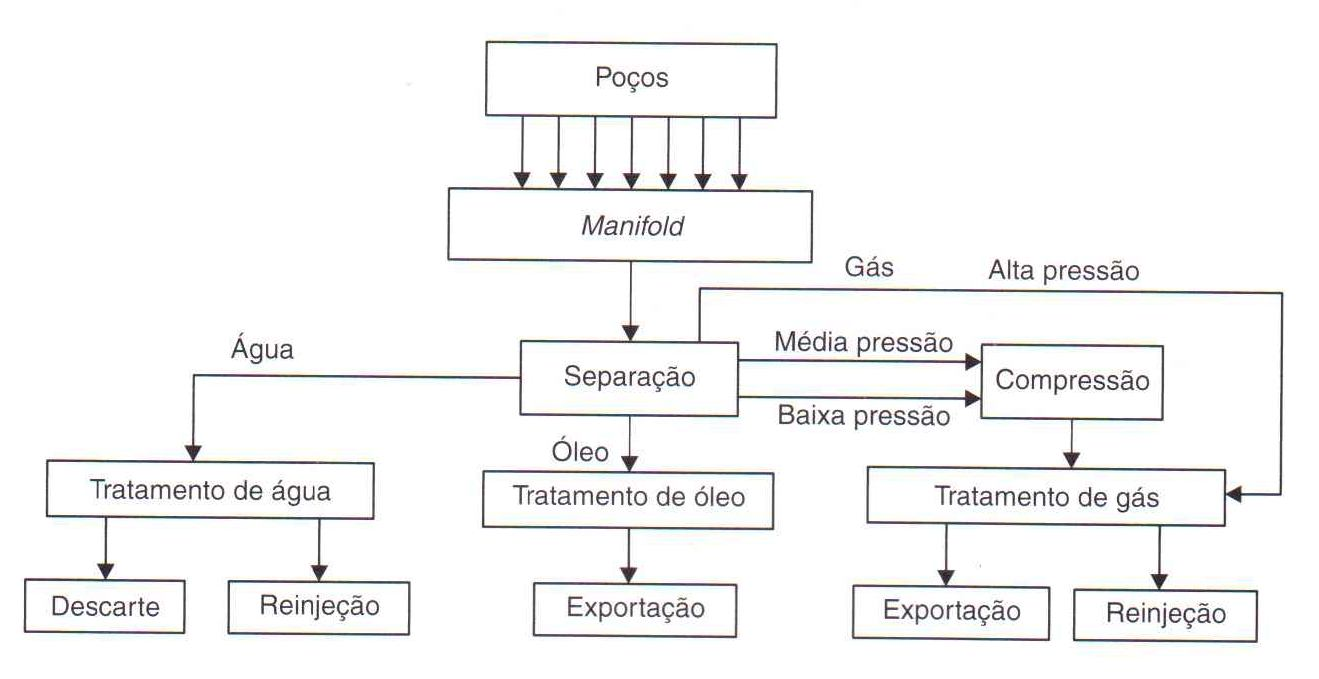 Poços
Manifold
Gás
Alta pressão
Água
Separação
Média pressão
Baixa pressão
Compressão
Óleo
Tratamento de água
Tratamento de óleo
Tratamento de gás
Descarte
Reinjeção
Exportação
Exportação
Reinjeção